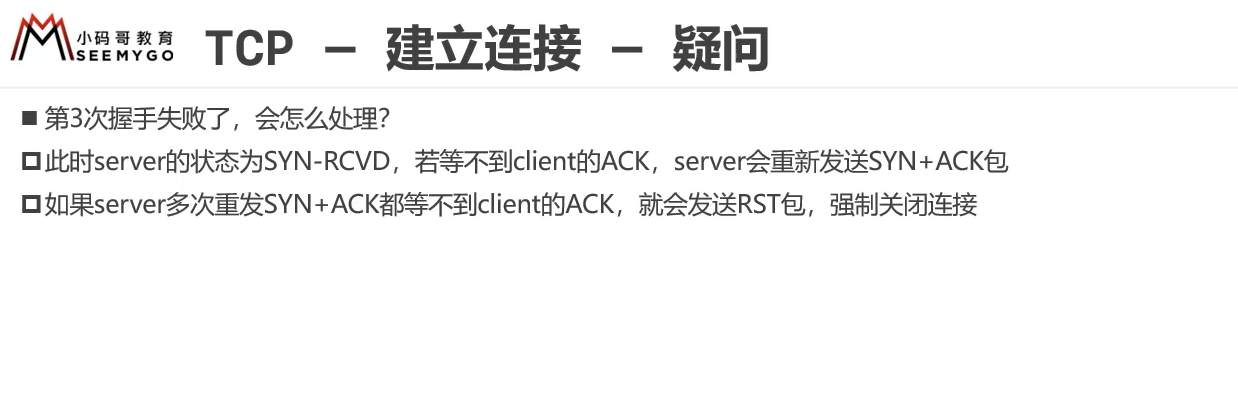 小码哥教育
SEEMYGO
TCP – 建立连接 – 疑问
第3次握手失败了，会怎么处理？
此时server的状态为SYN-RCVD，若等不到client的ACK，server会重新发送SYN+ACK包
如果server多次重发SYN+ACK都等不到client的ACK，就会发送RST包，强制关闭连接